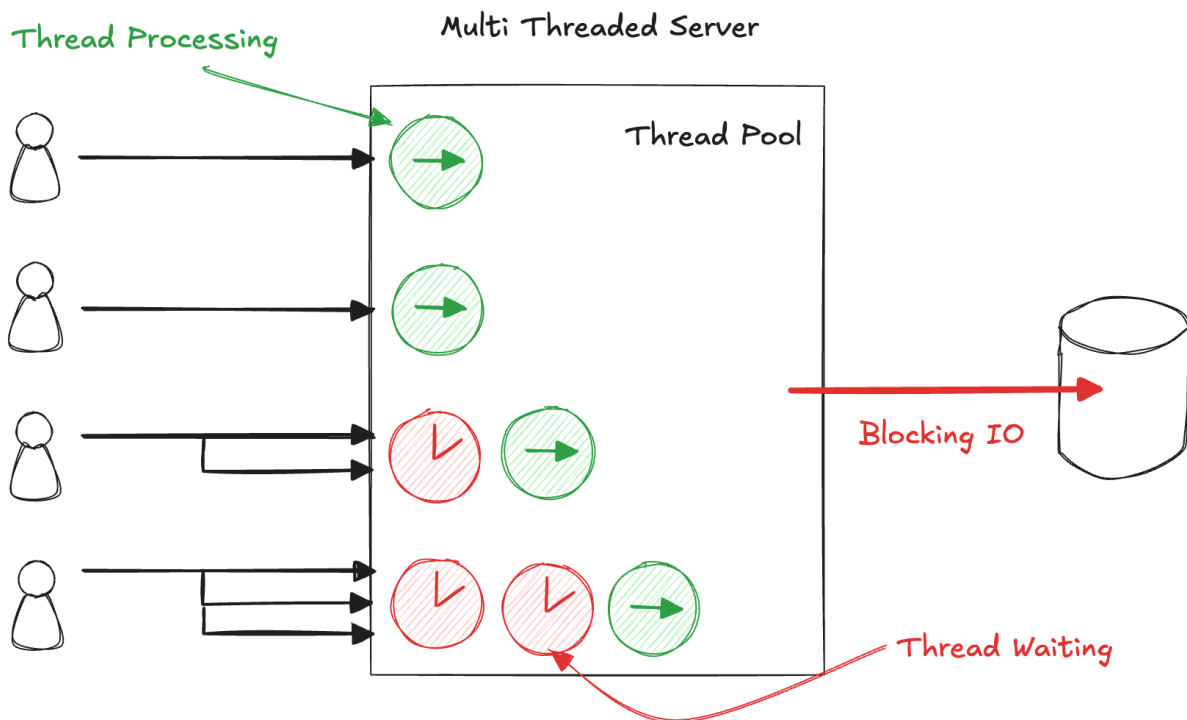 Multi Threaded Server
Thread Processing
Thread Pool
Blocking IO
Thread Waiting